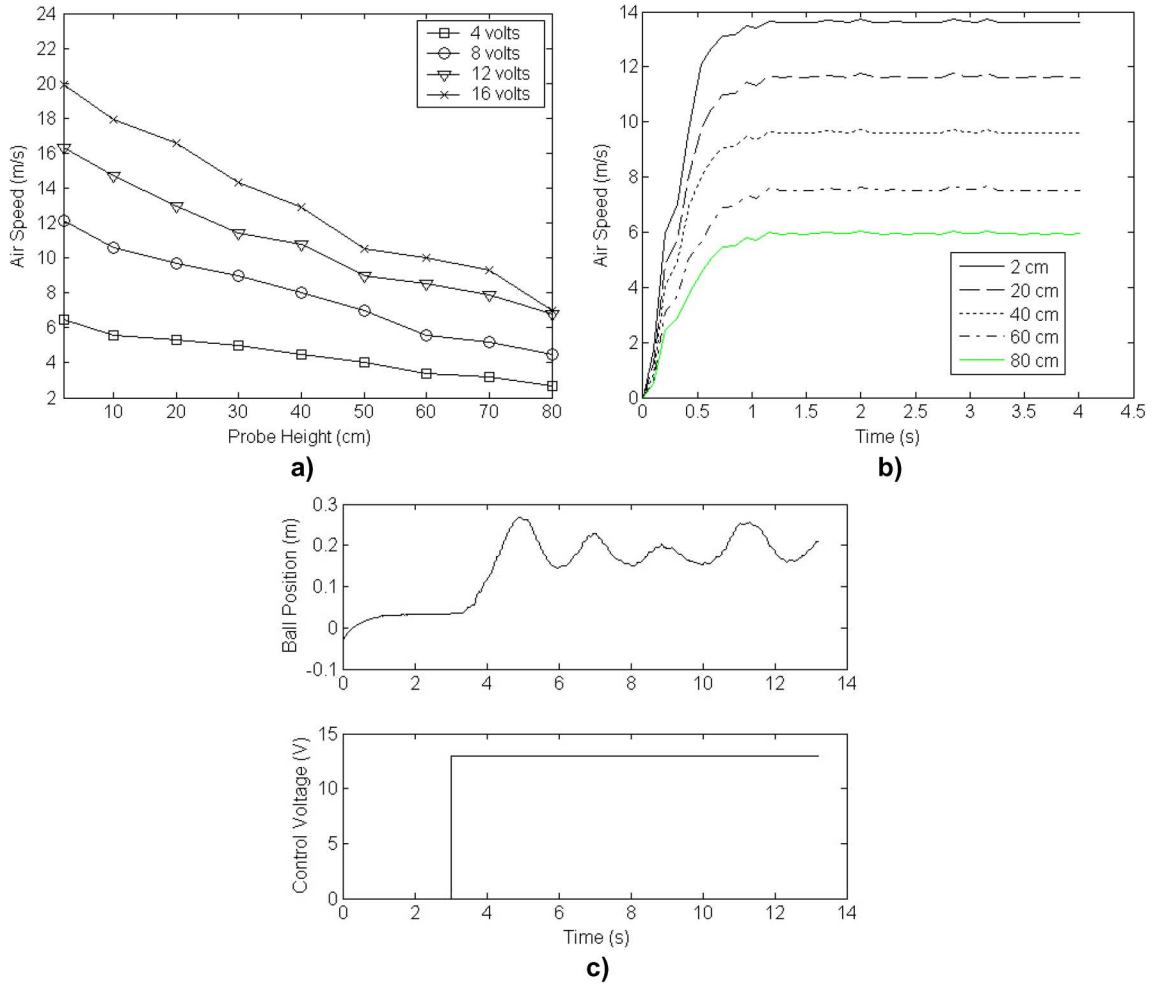 24
22
20
18
16
14
12
10
8
6
4
2
Air Speed (m/s)
10 20 30 40 50 60 70 80
Probe Height (cm)
4 volts
8 volts
12 volts
16 volts
a)
14
12
10
8
6
4
2
0
Air Speed (m/s)
0 0.5 1 1.5 2 2.5 3 3.5 4 4.5
Time (s)
2 cm
20 cm
40 cm
60 cm
80 cm
b)
0.3
0.2
0.1
0
-0.1
Ball Position (m)
0 2 4 6 8 10 12 14
15
10
5
0
Control Voltage (V)
0 2 4 6 8 10 12 14
Time (s)
c)